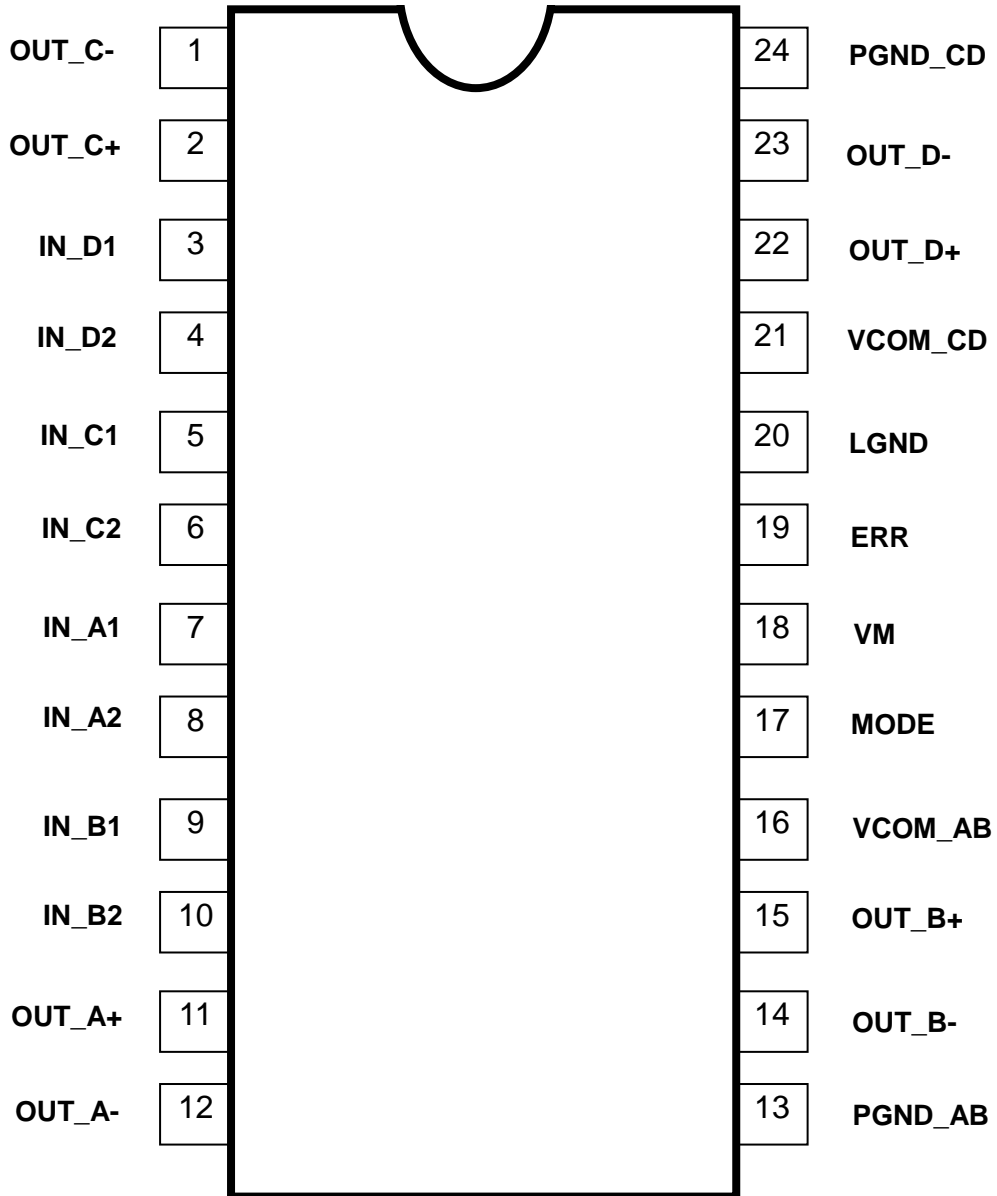 OUT_C- 1 24 PGND_CD
OUT_C+ 2 23 OUT_D-
IN_D1 3 22 OUT_D+
IN_D2 4 21 VCOM_CD
IN_C1 5 20 LGND
IN_C2 6 19 ERR
IN_A1 7 18 VM
IN_A2 8 17 MODE
IN_B1 9 16 VCOM_AB
IN_B2 10 15 OUT_B+
OUT_A+ 11 14 OUT_B-
OUT_A- 12 13 PGND_AB